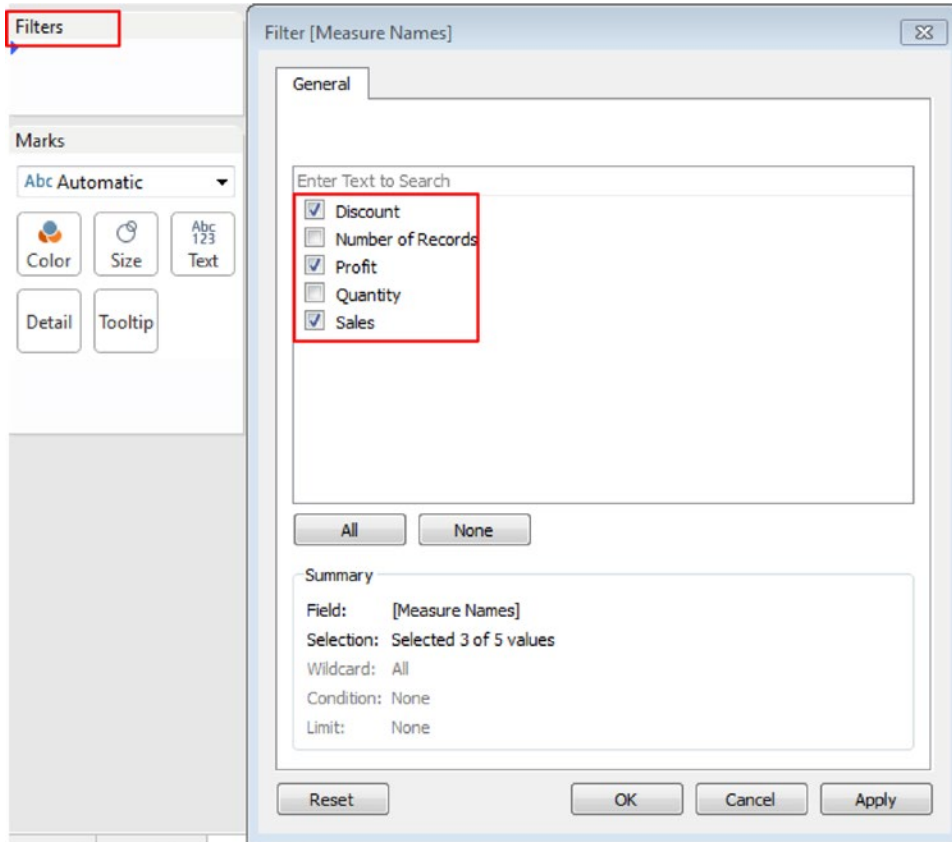 Filters
Marks
Abc Automatic
Color
Size
Abc
123
Text
Detail
Tooltip
Filter [Measure Names]
General
Enter Text to Search
Discount
Number of Records
Profit
Quantity
Sales
All
None
Summary
Field: [Measure Names]
Selection: Selected 3 of 5 values
Wildcard: All
Condition: None
Limit: None
Reset
OK
Cancel
Apply